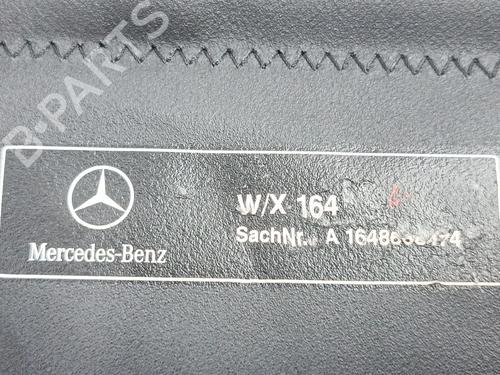 B-PARTS
W/X 164
SachNr. A
Mercedes-Benz